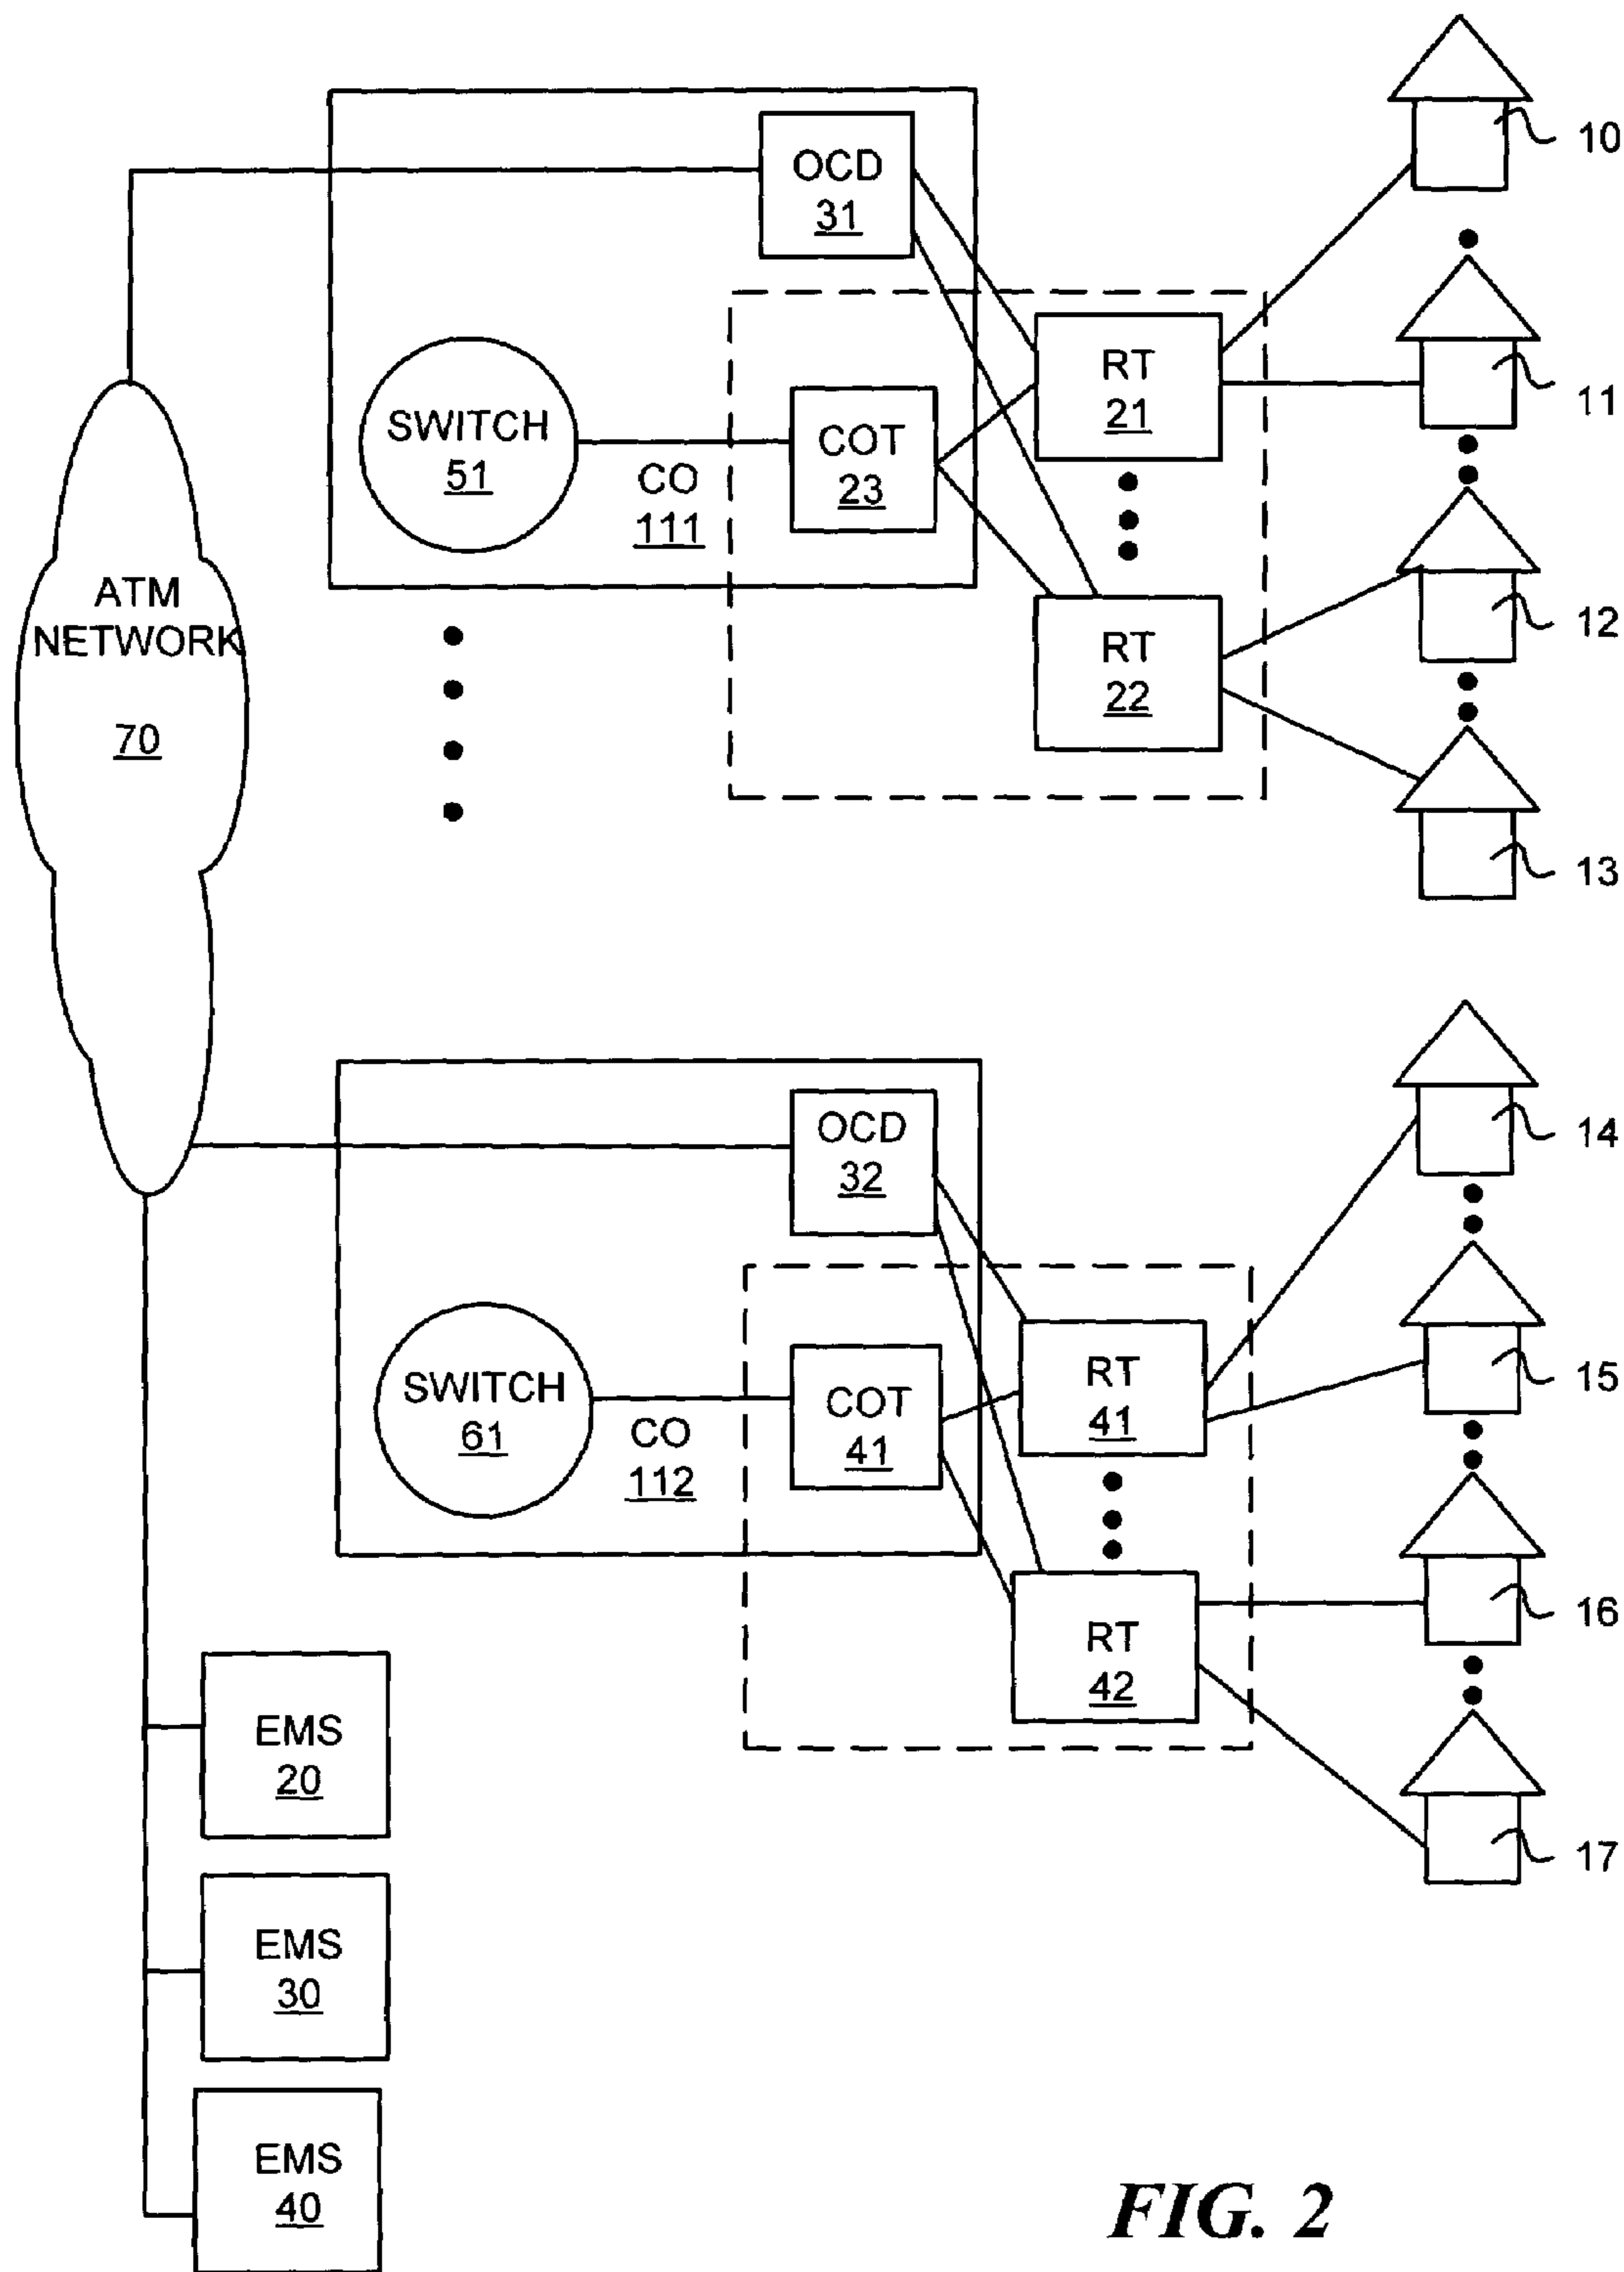 10
OCD
31
RT
21
11
SWITCH
51
COT
23
CO
111
ATM
NETWORK
70
12
RT
22
13
14
OCD
32
SWITCH
61
CO
112
COT
41
RT
41
15
16
RT
42
EMS
20
17
EMS
30
EMS
40
FIG. 2